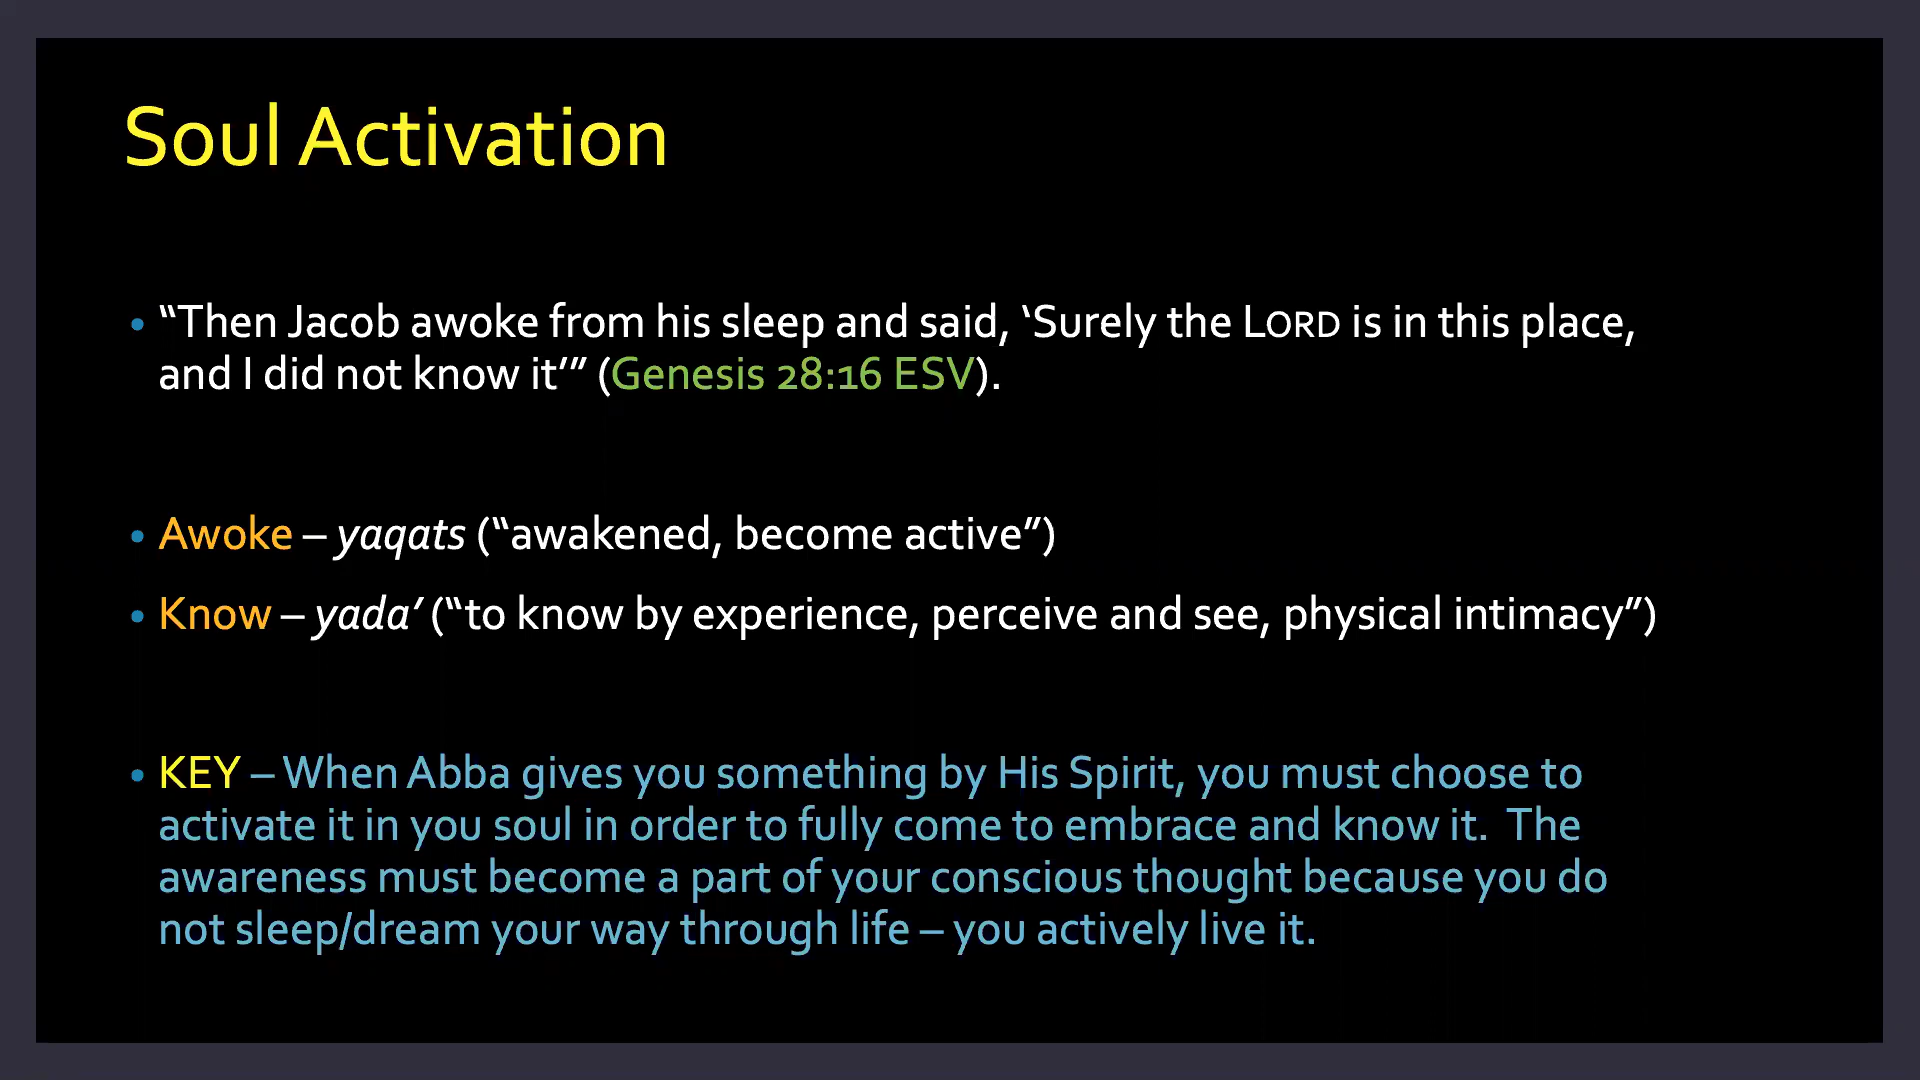 Soul Activation
• “Then Jacob awoke from his sleep and said, ‘Surely the LORD is in this place,
and I did not know it’” (Genesis 28:16 ESV).
• Awoke – yaqats (“awakened, become active”)
• Know – yada’ (“to know by experience, perceive and see, physical intimacy”)
• KEY – When Abba gives you something by His Spirit, you must choose to
activate it in you soul in order to fully come to embrace and know it.  The
awareness must become a part of your conscious thought because you do
not sleep/dream your way through life – you actively live it.